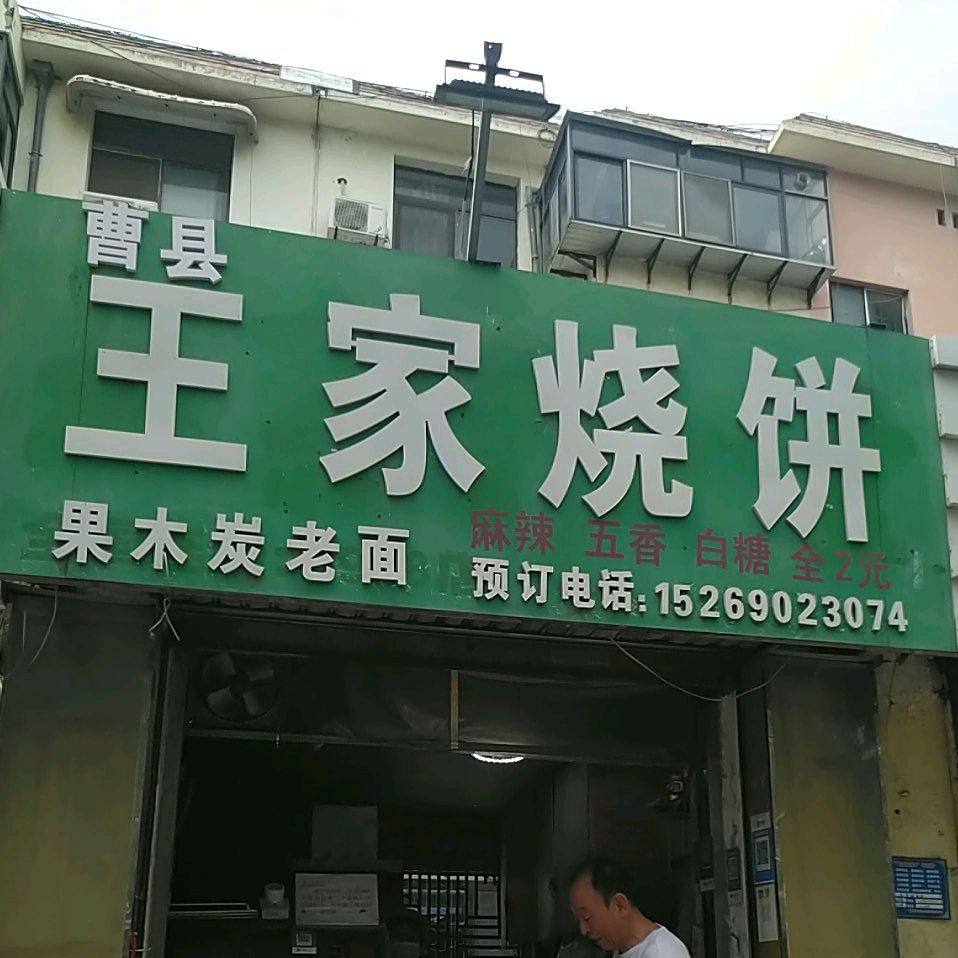 曹县
王家烧饼
果木炭老面
麻辣 五香 白糖 全2元
预订电话:15269023074